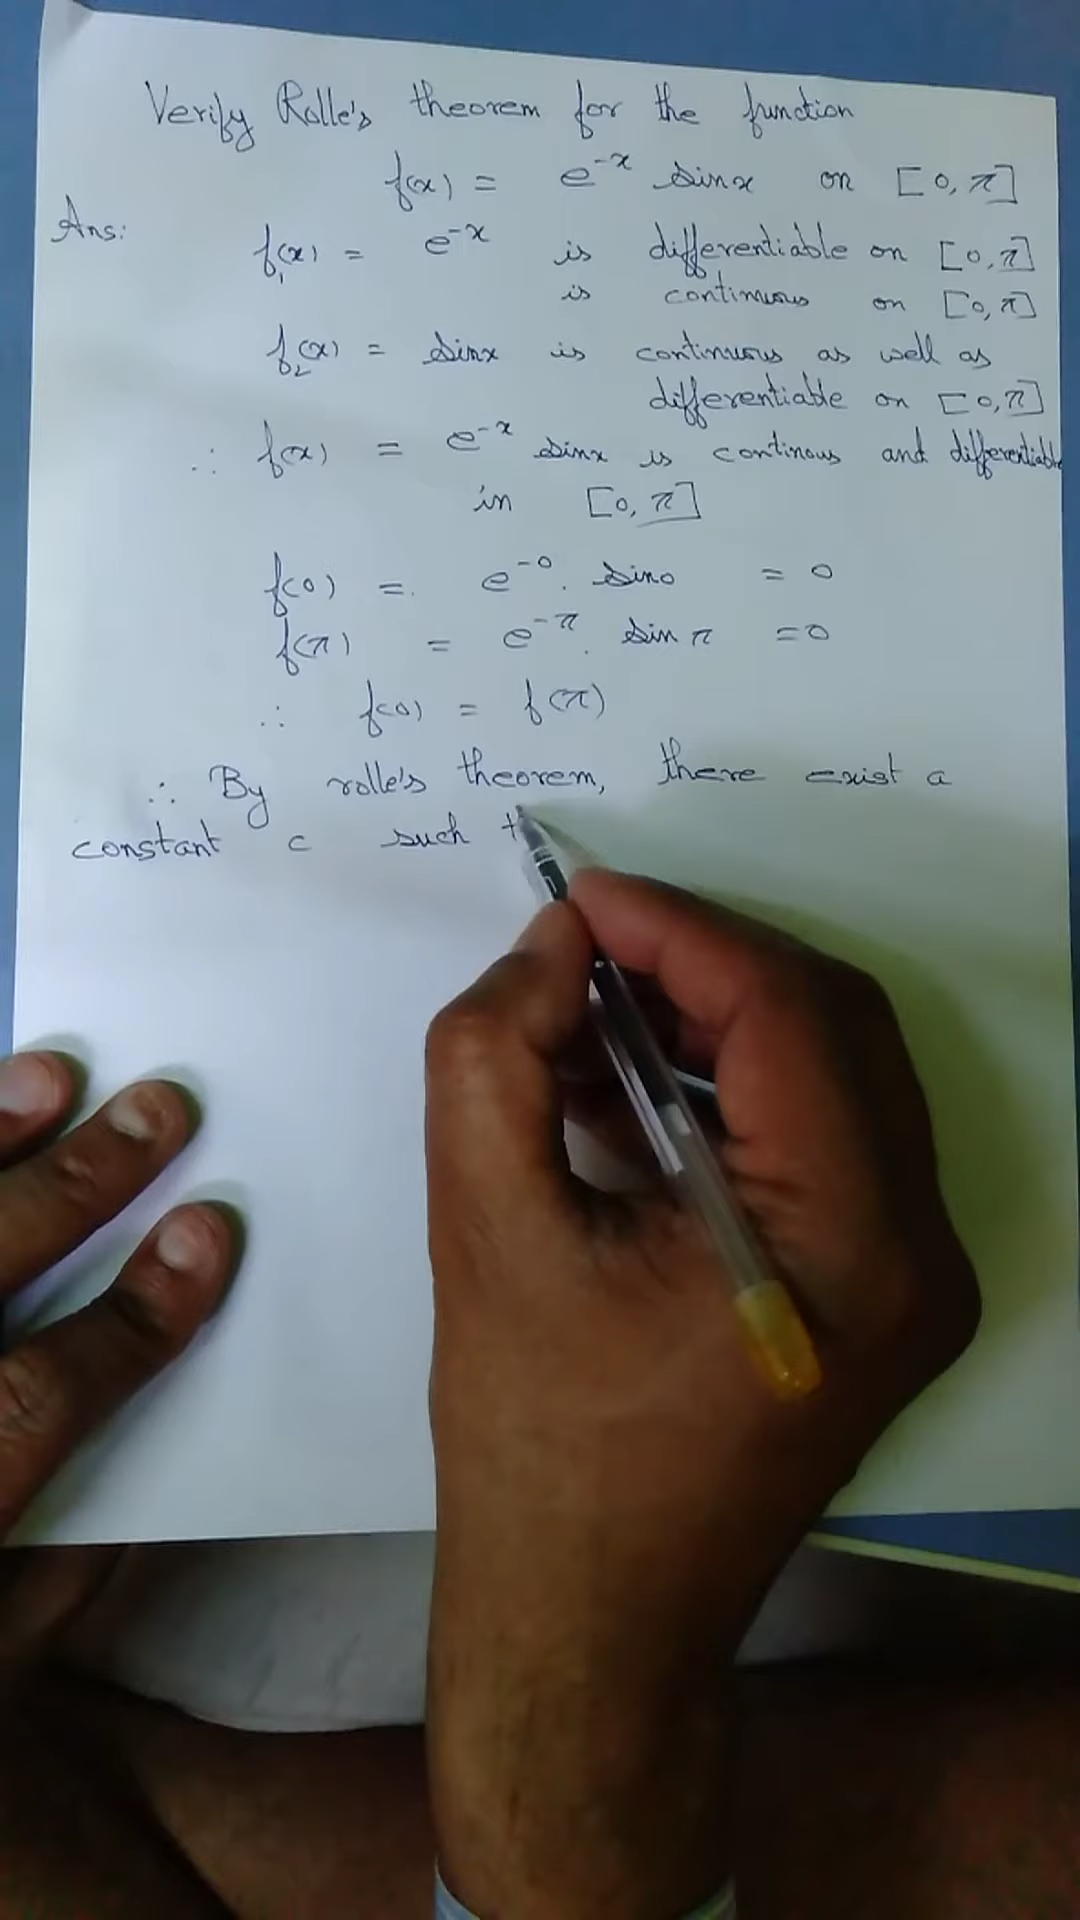 Verify Rolle's theorem for the function
f(x) = e^{-x} sinx on [0, π]
Ans:
f₁(x) = e^{-x} is differentiable on [0, π]
is continuous on [0, π]
f₂(x) = sinx is continuous as well as
differentiable on [0, π]
∴ f(x) = e^{-x} sinx is continous and differentiable
in [0, π]
f(0) = e^{-0}. sin0 = 0
f(π) = e^{-π}. sin π = 0
∴ f(0) = f(π)
∴ By rolle's theorem, there exist a
constant c such